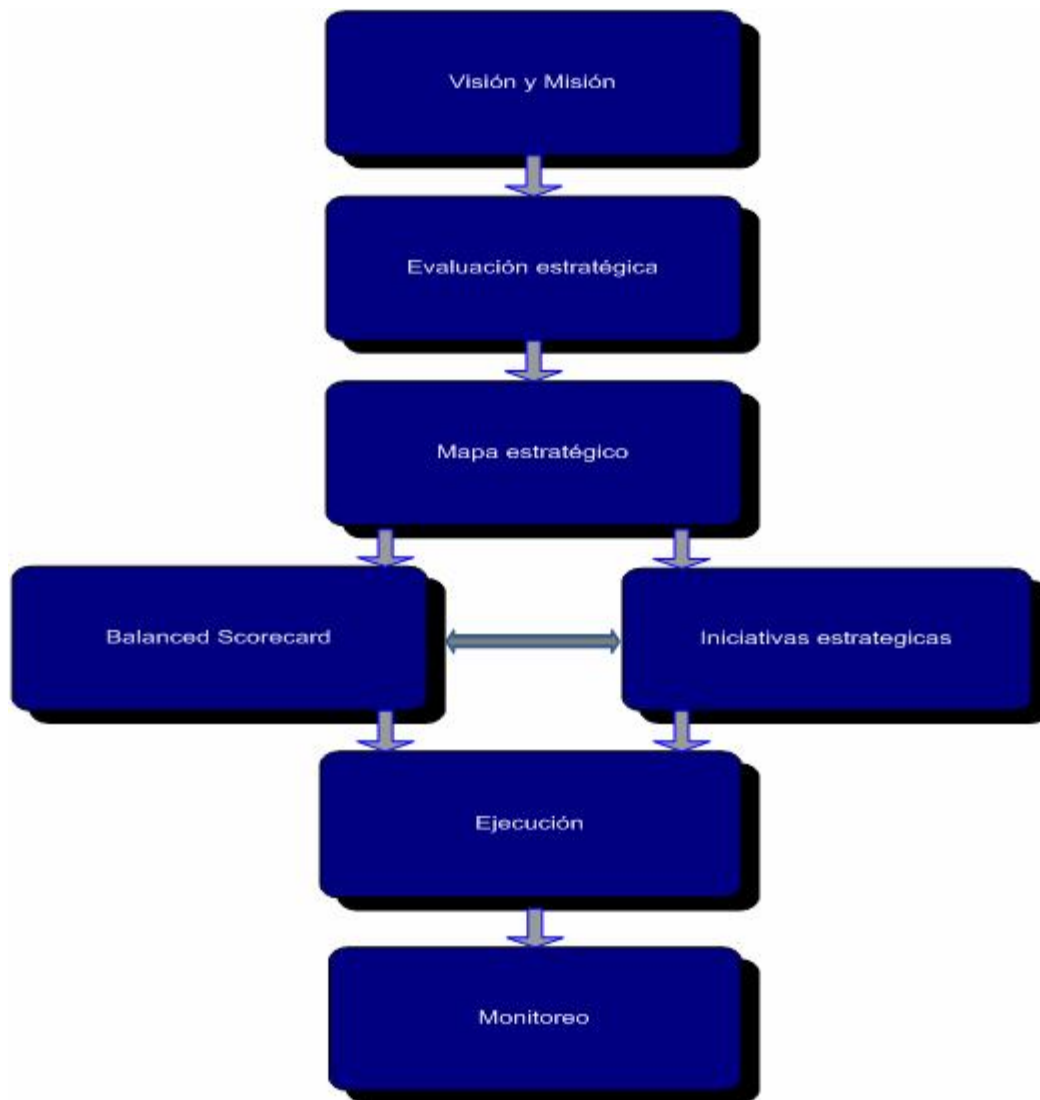 Visión y Misión
Evaluación estratégica
Mapa estratégico
Balanced Scorecard
Iniciativas estrategicas
Ejecución
Monitoreo